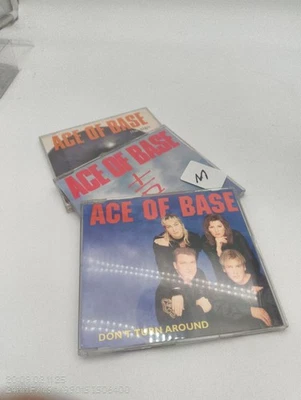 ACE OF BASE
ACE OF BASE
M
ACE OF BASE
DON'T TURN AROUND